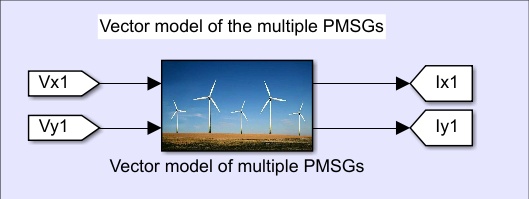 Vector model of the multiple PMSGs
Vx1
Ix1
Vy1
Iy1
Vector model of multiple PMSGs